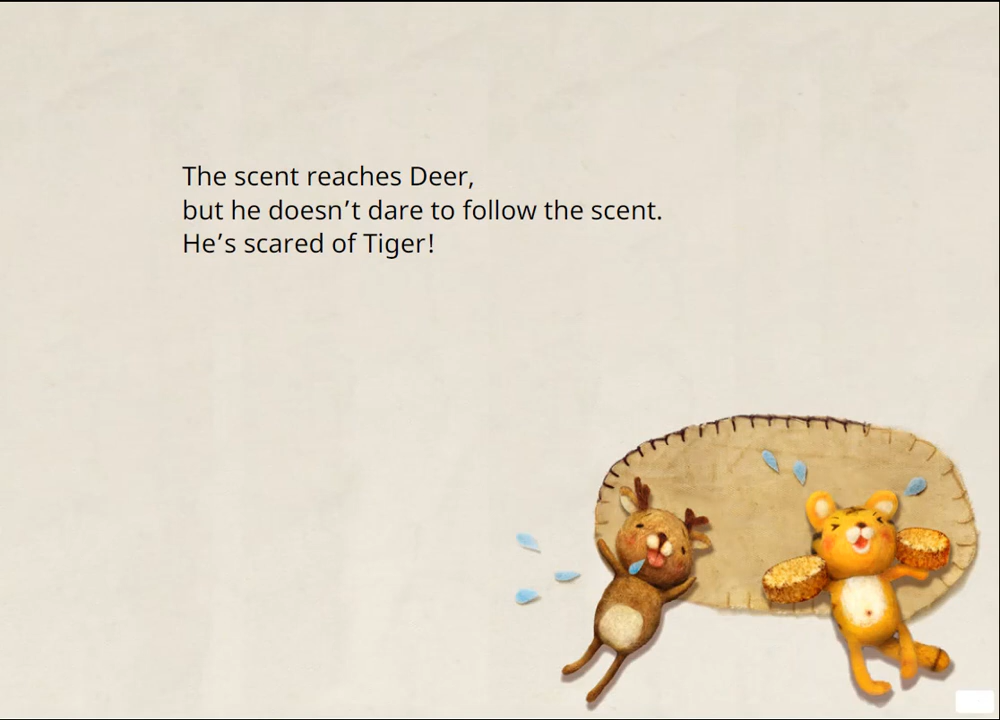 The scent reaches Deer,
but he doesn’t dare to follow the scent.
He’s scared of Tiger!